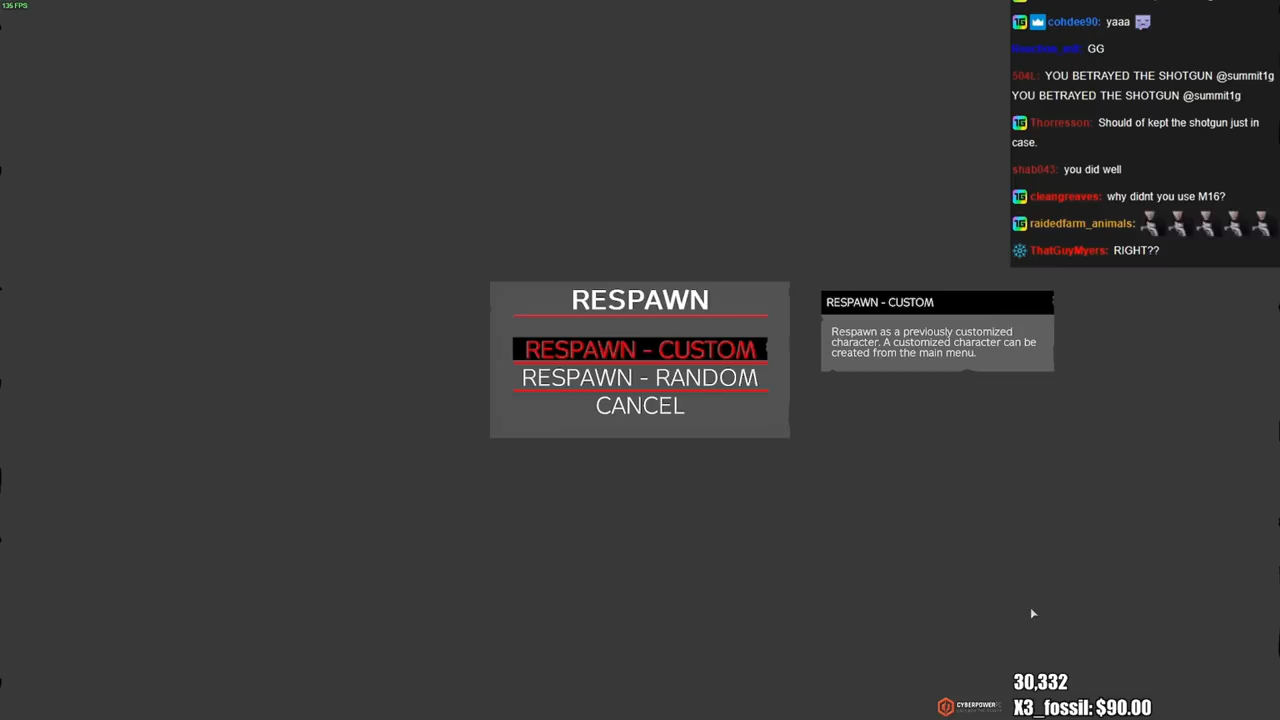 135 FPS
cohdee90: yaaa
GG
504L: YOU BETRAYED THE SHOTGUN @summit1g
YOU BETRAYED THE SHOTGUN @summit1g
Thorresson: Should of kept the shotgun just in
case.
shab043: you did well
cleangreaves: why didnt you use M16?
raidedfarm_animals:
ThatGuyMyers: RIGHT??
RESPAWN
RESPAWN - CUSTOM
RESPAWN - RANDOM
CANCEL
RESPAWN - CUSTOM
Respawn as a previously customized
character. A customized character can be
created from the main menu.
30,332
CYBERPOWERPC
X3_fossil: $90.00